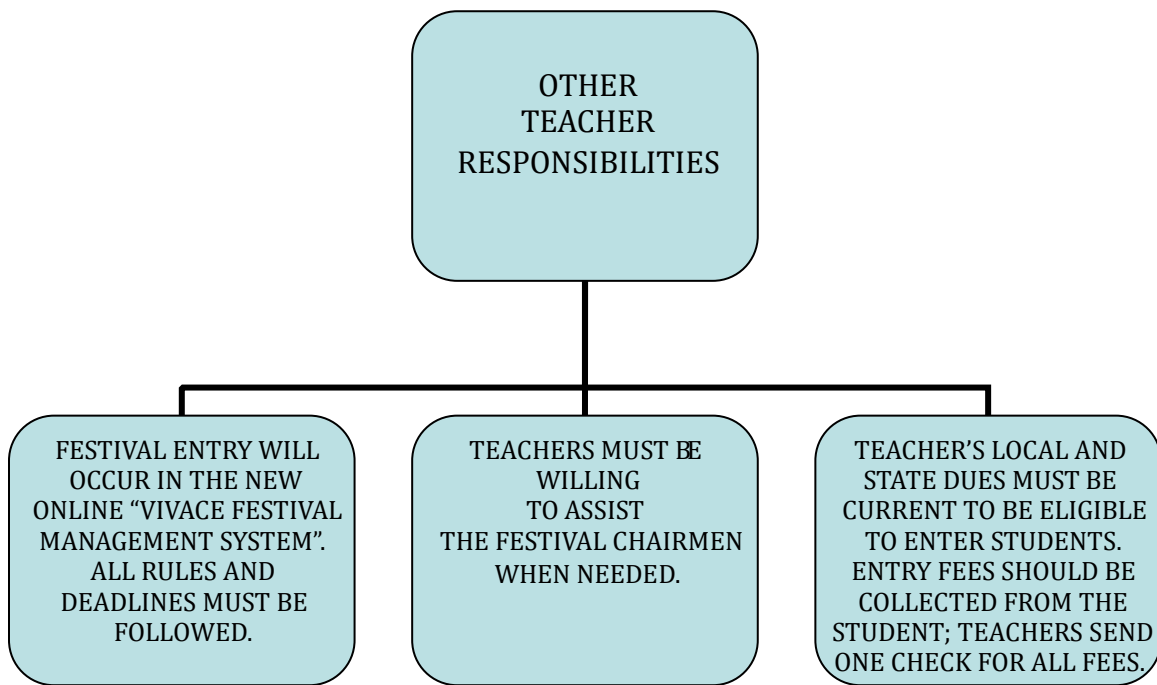 OTHER
TEACHER
RESPONSIBILITIES
FESTIVAL ENTRY WILL
OCCUR IN THE NEW
ONLINE “VIVACE FESTIVAL
MANAGEMENT SYSTEM”.
ALL RULES AND
DEADLINES MUST BE
FOLLOWED.
TEACHERS MUST BE
WILLING
TO ASSIST
THE FESTIVAL CHAIRMEN
WHEN NEEDED.
TEACHER’S LOCAL AND
STATE DUES MUST BE
CURRENT TO BE ELIGIBLE
TO ENTER STUDENTS.
ENTRY FEES SHOULD BE
COLLECTED FROM THE
STUDENT; TEACHERS SEND
ONE CHECK FOR ALL FEES.